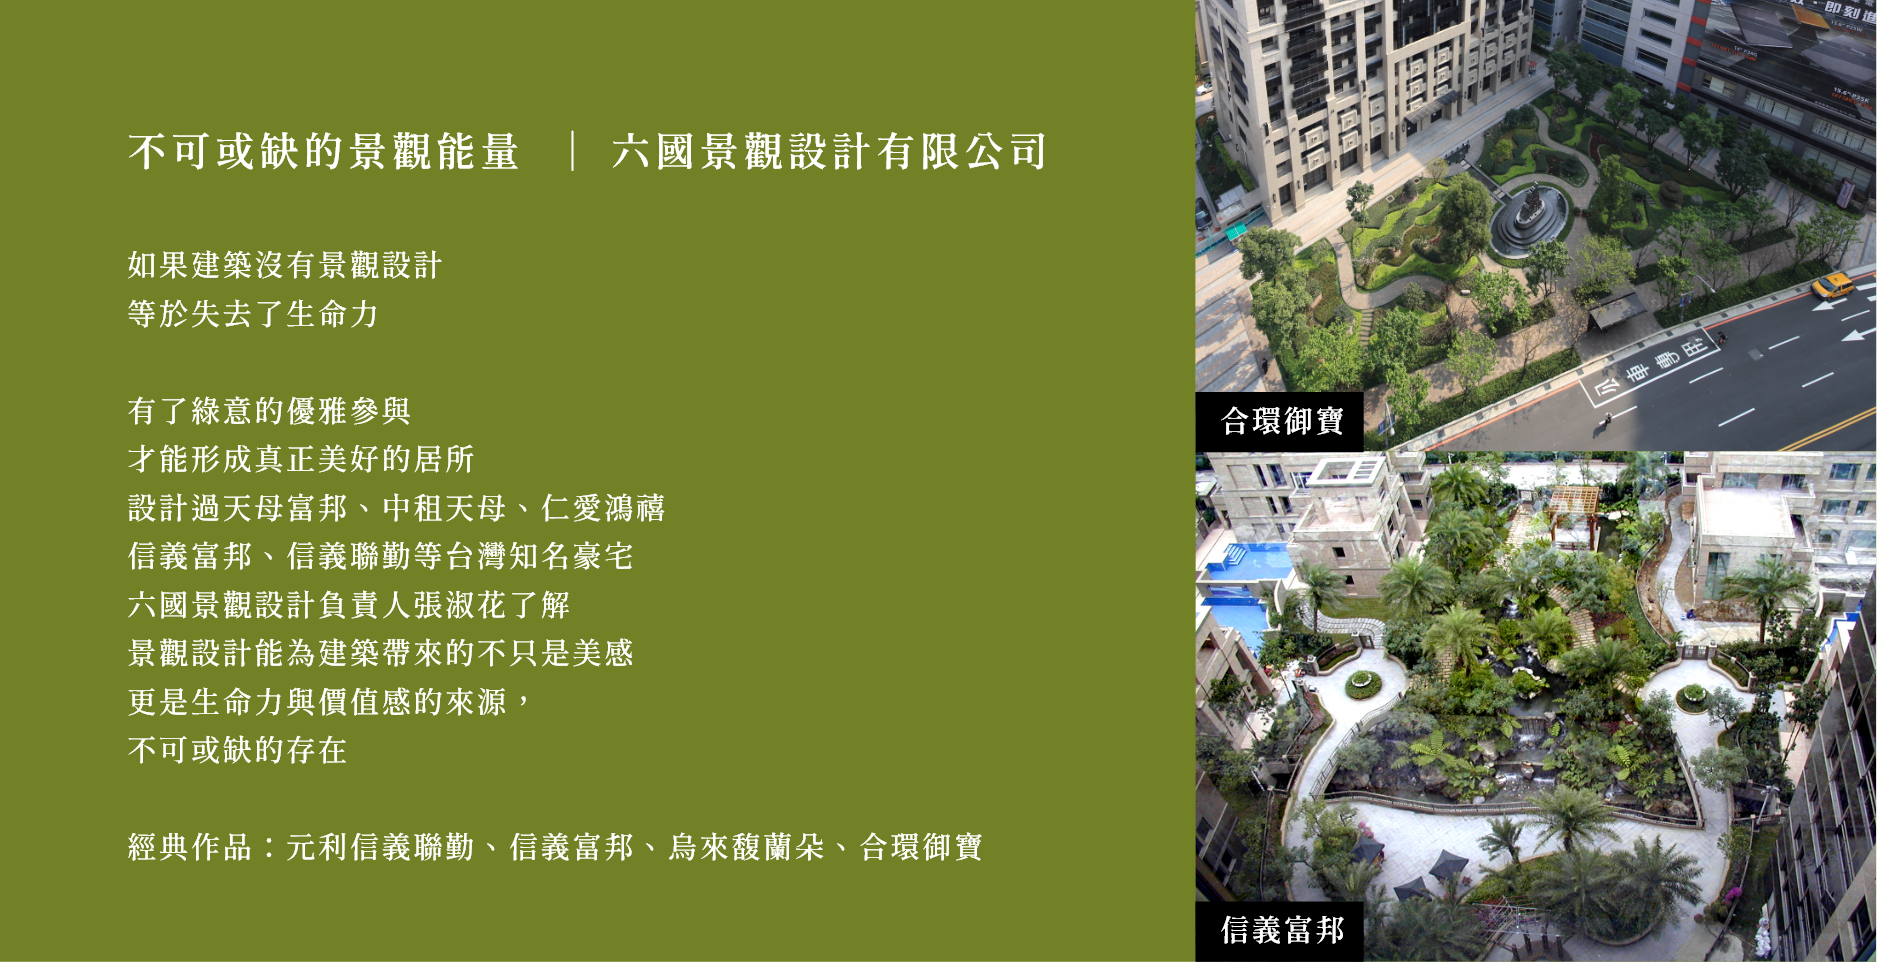 不可或缺的景觀能量 ｜ 六國景觀設計有限公司
如果建築沒有景觀設計
等於失去了生命力
有了綠意的優雅參與
才能形成真正美好的居所
設計過天母富邦、中租天母、仁愛鴻禧
信義富邦、信義聯勤等台灣知名豪宅
六國景觀設計負責人張淑花了解
景觀設計能為建築帶來的不只是美感
更是生命力與價值感的來源，
不可或缺的存在
經典作品：元利信義聯勤、信義富邦、烏來馥蘭朵、合環御寶
即刻進
合環御寶
信義富邦